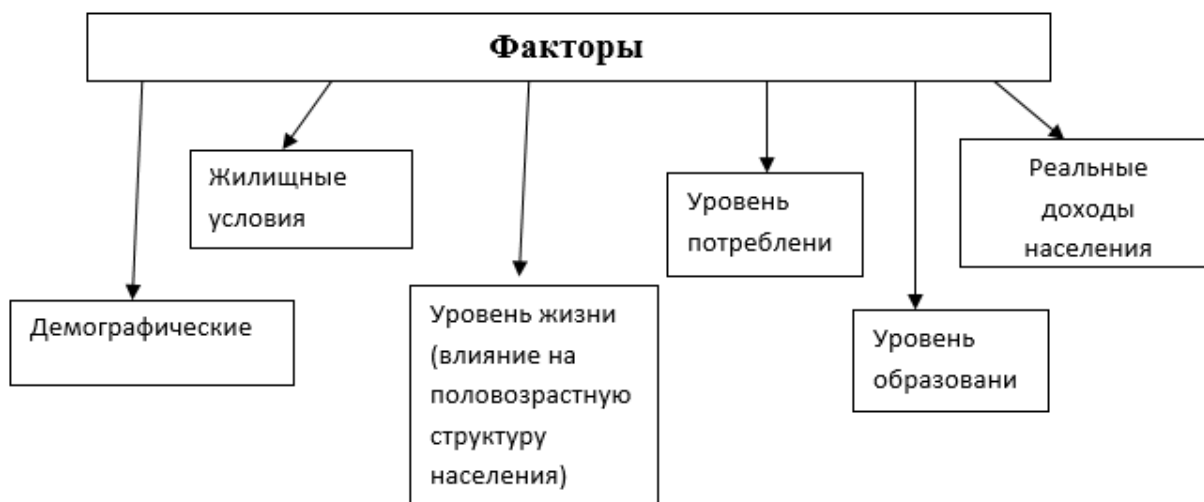 Факторы
Жилищные
условия
Уровень
потреблени
Реальные
доходы
населения
Демографические
Уровень жизни
(влияние на
половозрастную
структуру
населения)
Уровень
образовани